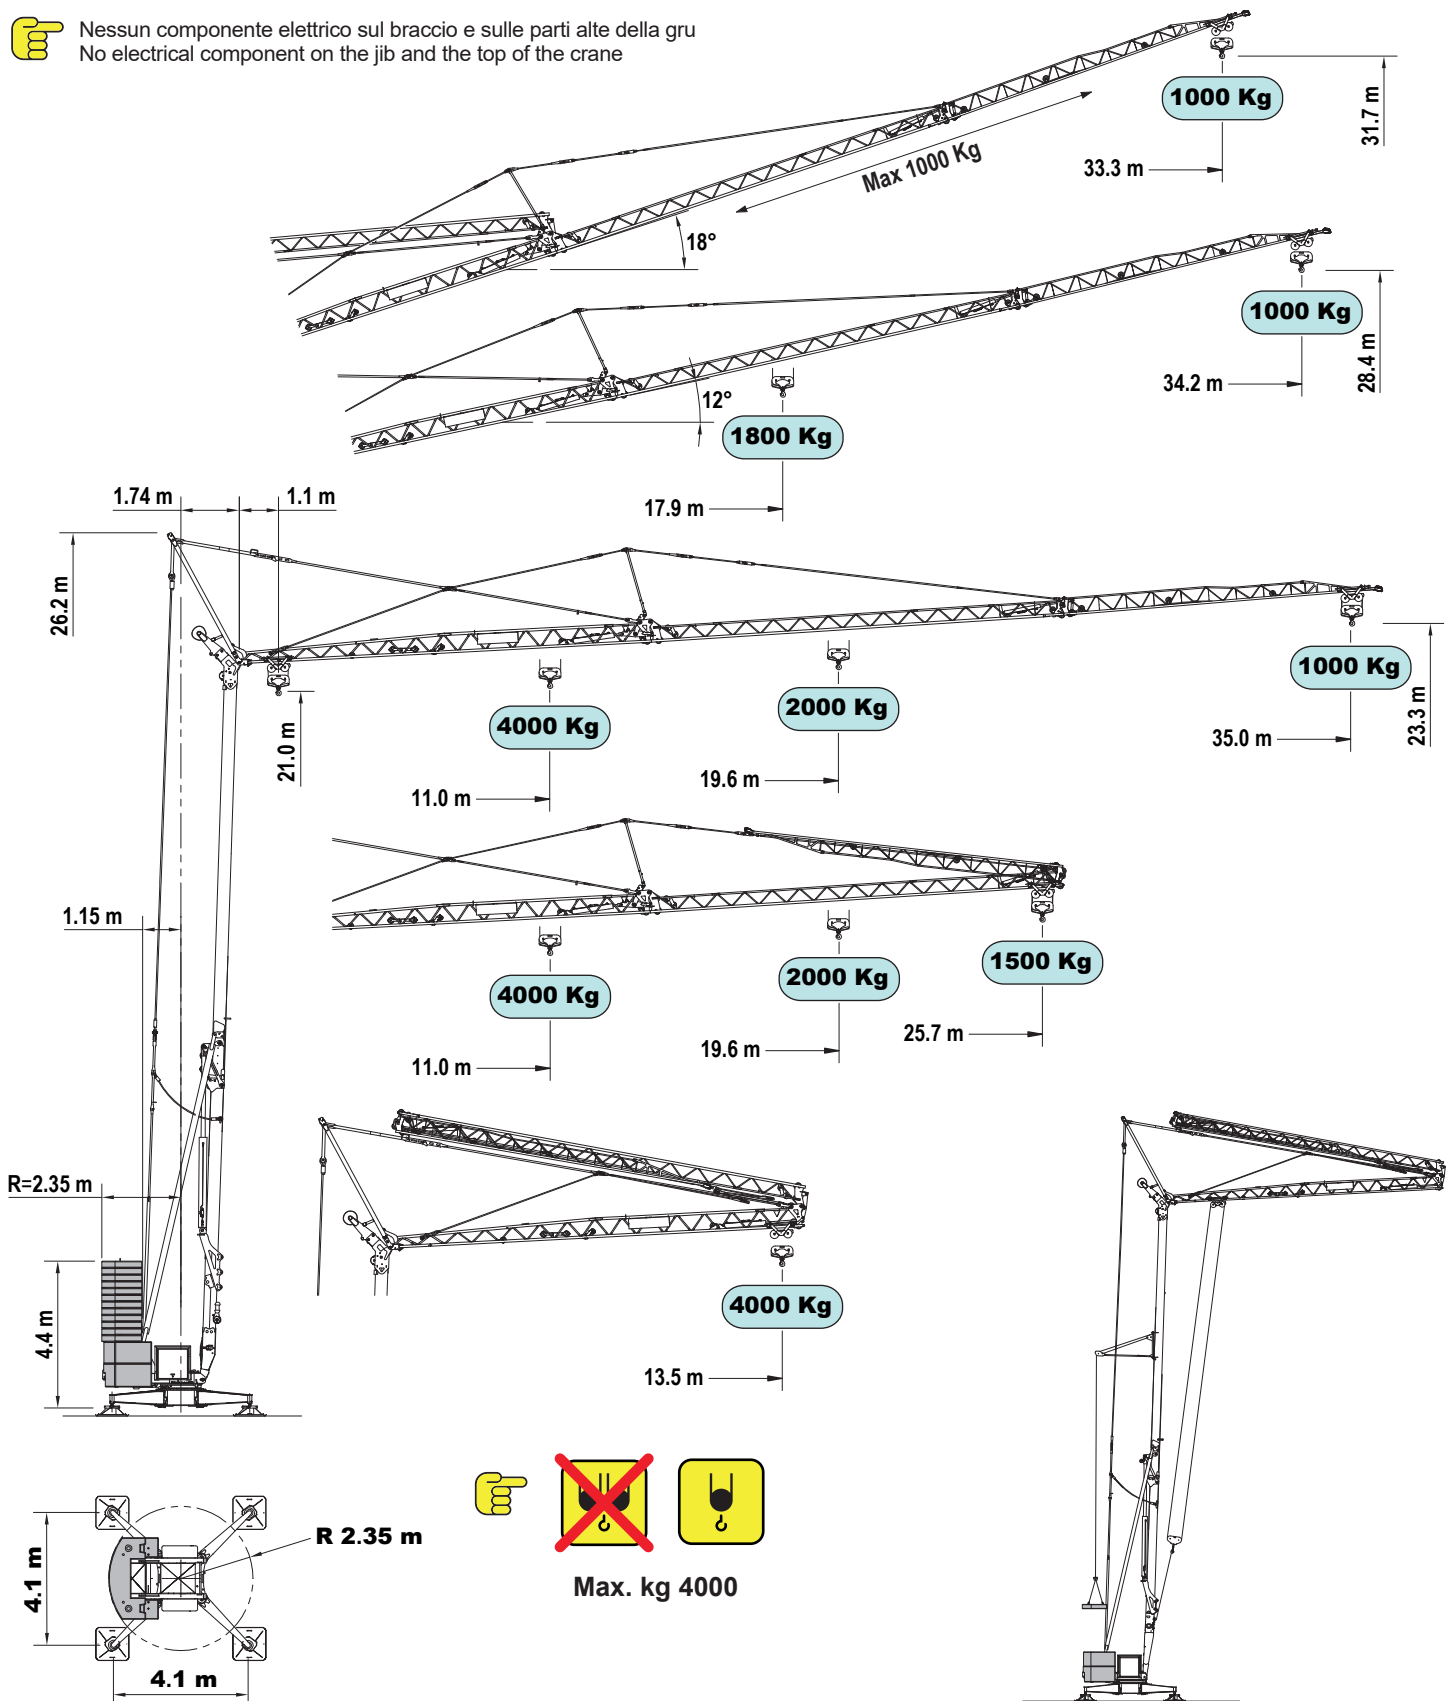 Nessun componente elettrico sul braccio e sulle parti alte della gru
No electrical component on the jib and the top of the crane
1000 Kg
31.7 m
33.3 m
Max 1000 Kg
18°
1000 Kg
28.4 m
34.2 m
12°
1800 Kg
17.9 m
1.74 m
1.1 m
26.2 m
21.0 m
4000 Kg
11.0 m
2000 Kg
19.6 m
1000 Kg
35.0 m
23.3 m
1.15 m
4000 Kg
11.0 m
2000 Kg
19.6 m
1500 Kg
25.7 m
R=2.35 m
4.4 m
4000 Kg
13.5 m
R 2.35 m
4.1 m
4.1 m
Max. kg 4000